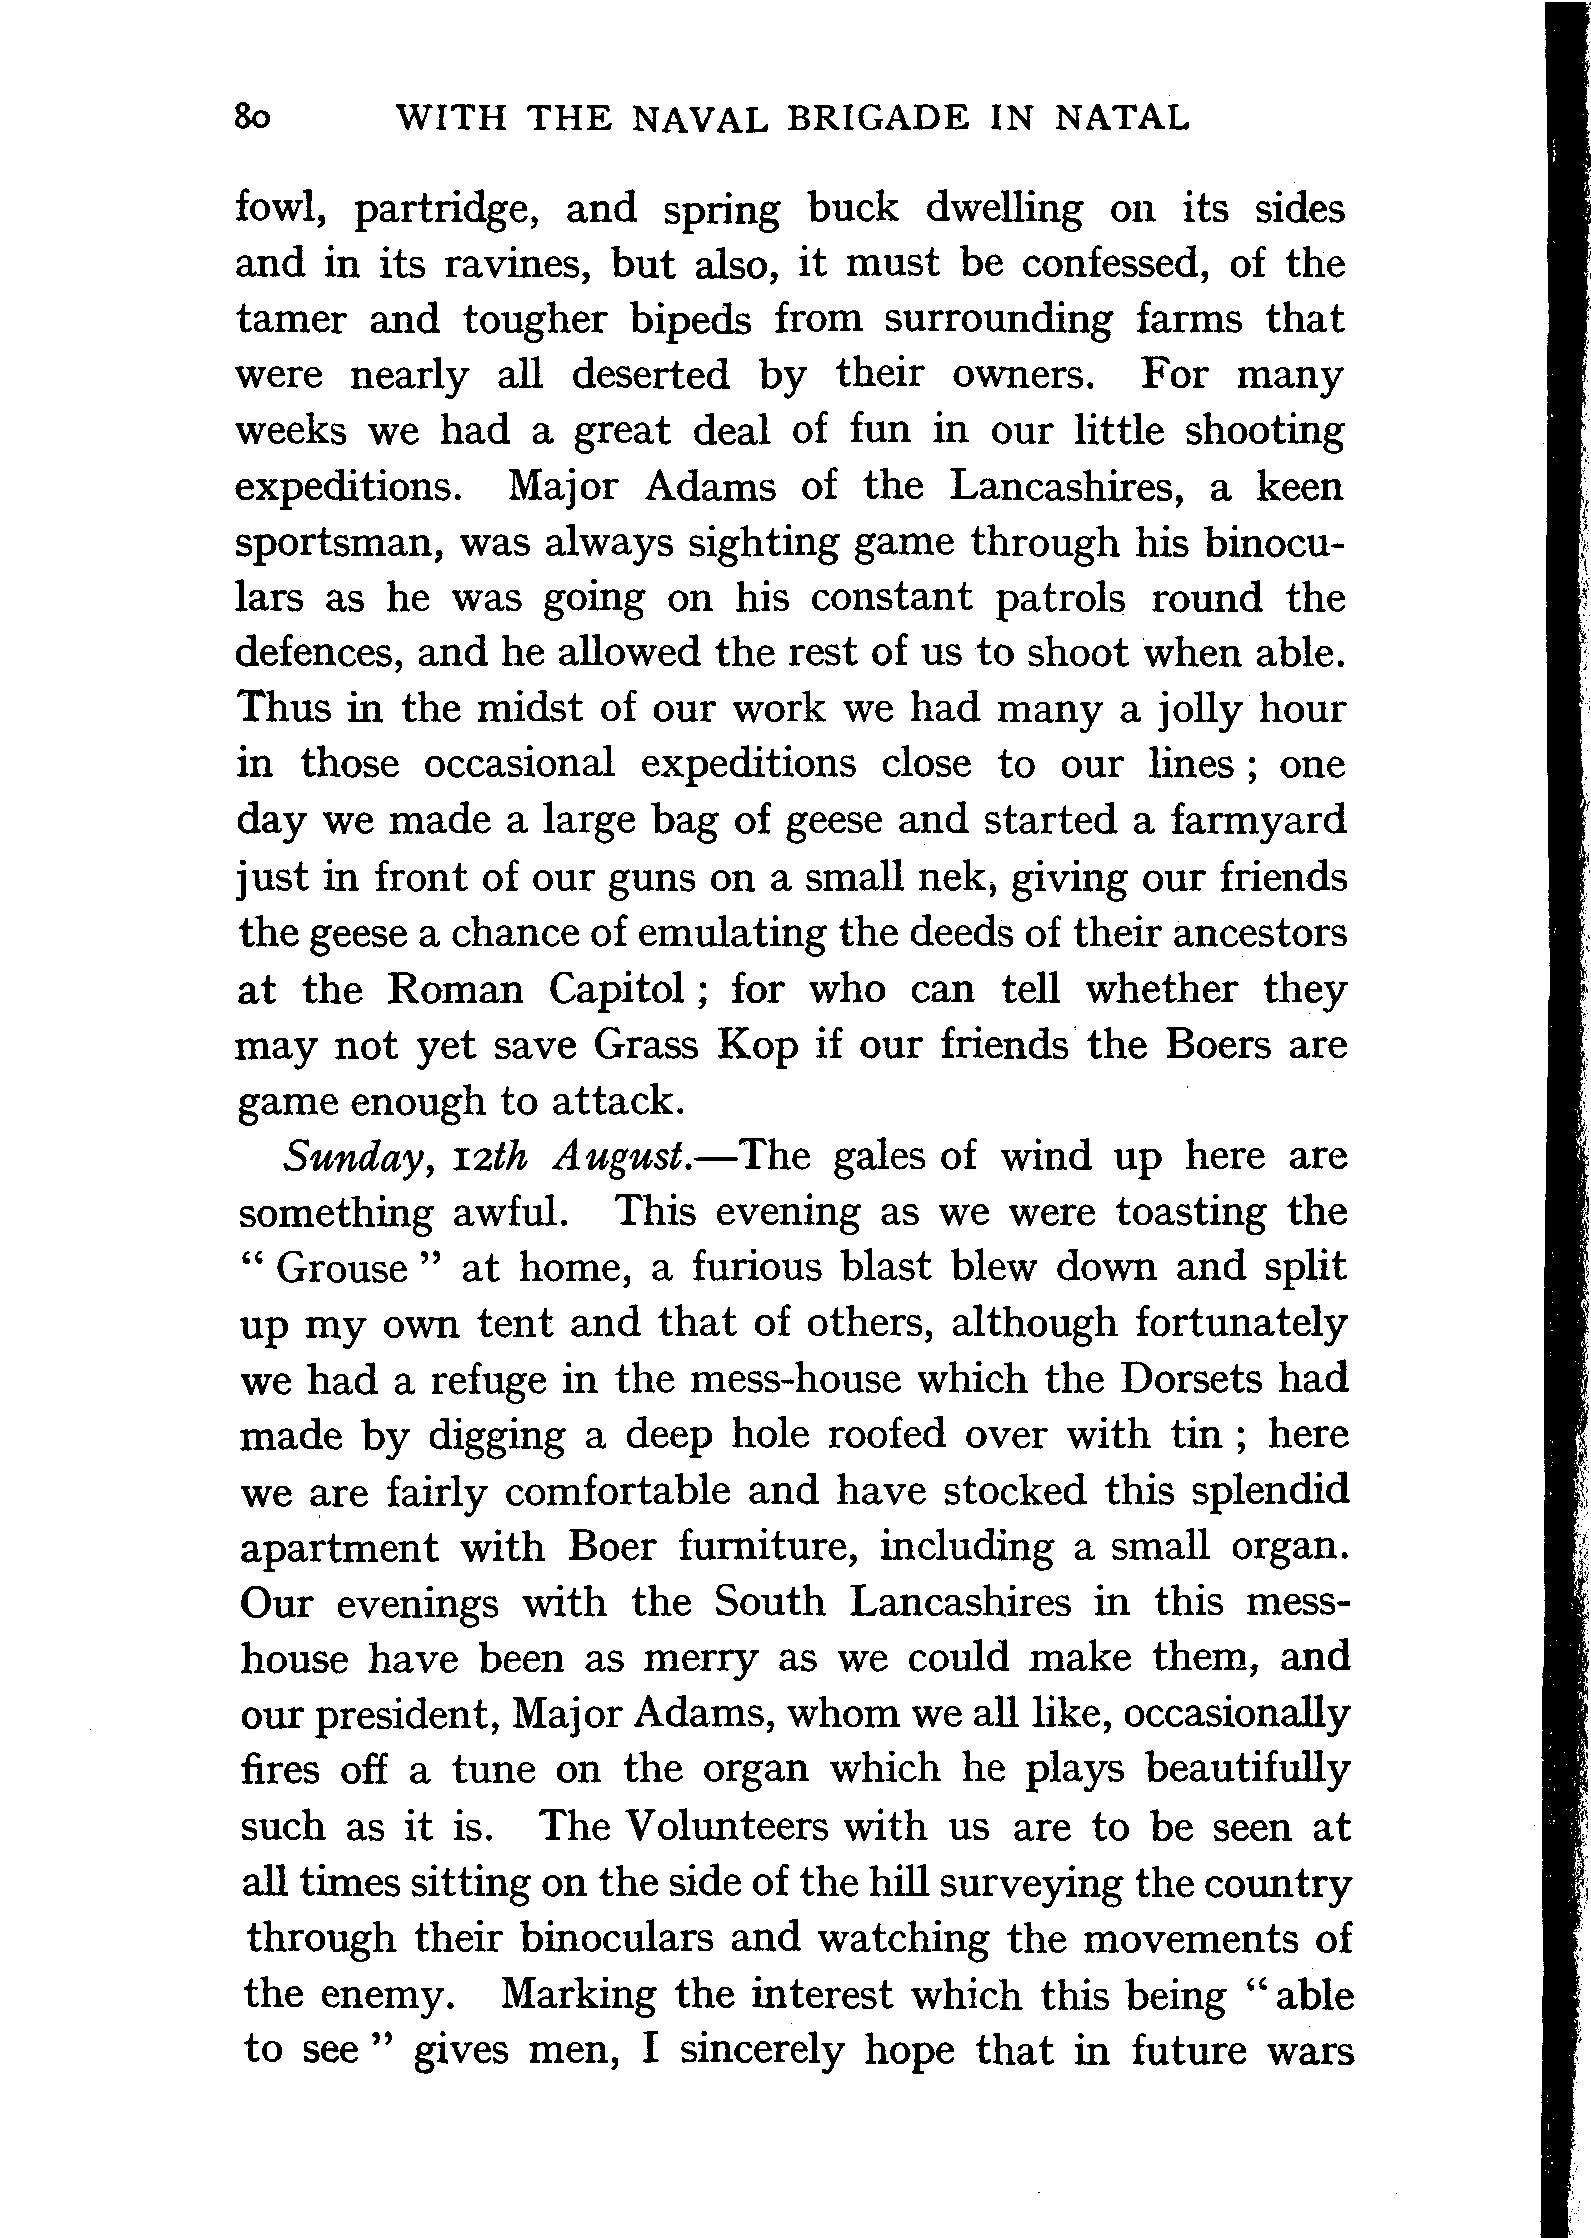 80 WITH THE NAVAL BRIGADE IN NATAL
fowl, partridge, and spring buck dwelling on its sides
and in its ravines, but also, it must be confessed, of the
tamer and tougher bipeds from surrounding farms that
were nearly all deserted by their owners. For many
weeks we had a great deal of fun in our little shooting
expeditions. Major Adams of the Lancashires, a keen
sportsman, was always sighting game through his binocu-
lars as he was going on his constant patrols round the
defences, and he allowed the rest of us to shoot when able.
Thus in the midst of our work we had many a jolly hour
in those occasional expeditions close to our lines ; one
day we made a large bag of geese and started a farmyard
just in front of our guns on a small nek, giving our friends
the geese a chance of emulating the deeds of their ancestors
at the Roman Capitol ; for who can tell whether they
may not yet save Grass Kop if our friends the Boers are
game enough to attack.
Sunday, 12th August.—The gales of wind up here are
something awful. This evening as we were toasting the
“ Grouse ” at home, a furious blast blew down and split
up my own tent and that of others, although fortunately
we had a refuge in the mess-house which the Dorsets had
made by digging a deep hole roofed over with tin ; here
we are fairly comfortable and have stocked this splendid
apartment with Boer furniture, including a small organ.
Our evenings with the South Lancashires in this mess-
house have been as merry as we could make them, and
our president, Major Adams, whom we all like, occasionally
fires off a tune on the organ which he plays beautifully
such as it is. The Volunteers with us are to be seen at
all times sitting on the side of the hill surveying the country
through their binoculars and watching the movements of
the enemy. Marking the interest which this being “ able
to see ” gives men, I sincerely hope that in future wars